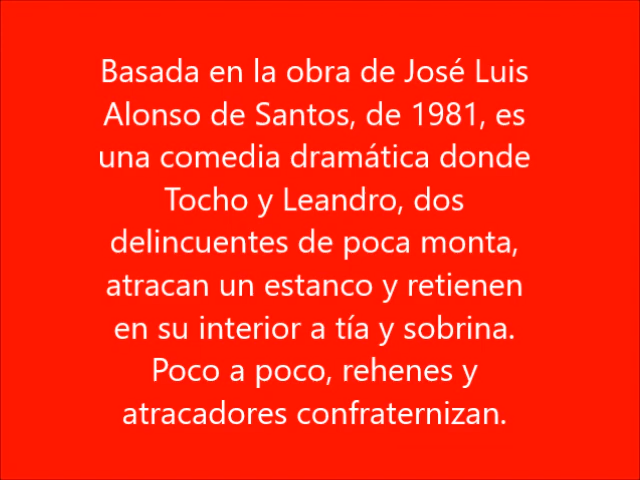 Basada en la obra de José Luis
Alonso de Santos, de 1981, es
una comedia dramática donde
Tocho y Leandro, dos
delincuentes de poca monta,
atracan un estanco y retienen
en su interior a tía y sobrina.
Poco a poco, rehenes y
atracadores confraternizan.